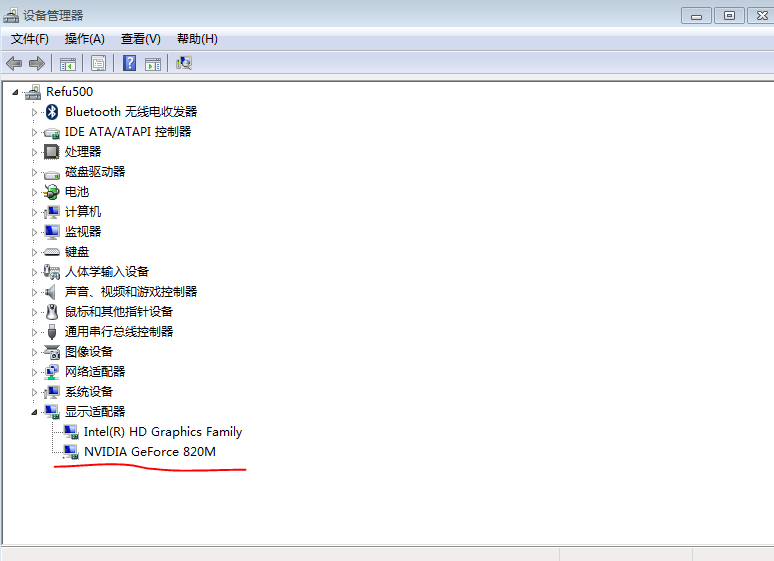 设备管理器
文件(F) 操作(A) 查看(V) 帮助(H)
Refu500
Bluetooth 无线电收发器
IDE ATA/ATAPI 控制器
处理器
磁盘驱动器
电池
计算机
监视器
键盘
人体学输入设备
声音、视频和游戏控制器
鼠标和其他指针设备
通用串行总线控制器
图像设备
网络适配器
系统设备
显示适配器
Intel(R) HD Graphics Family
NVIDIA GeForce 820M